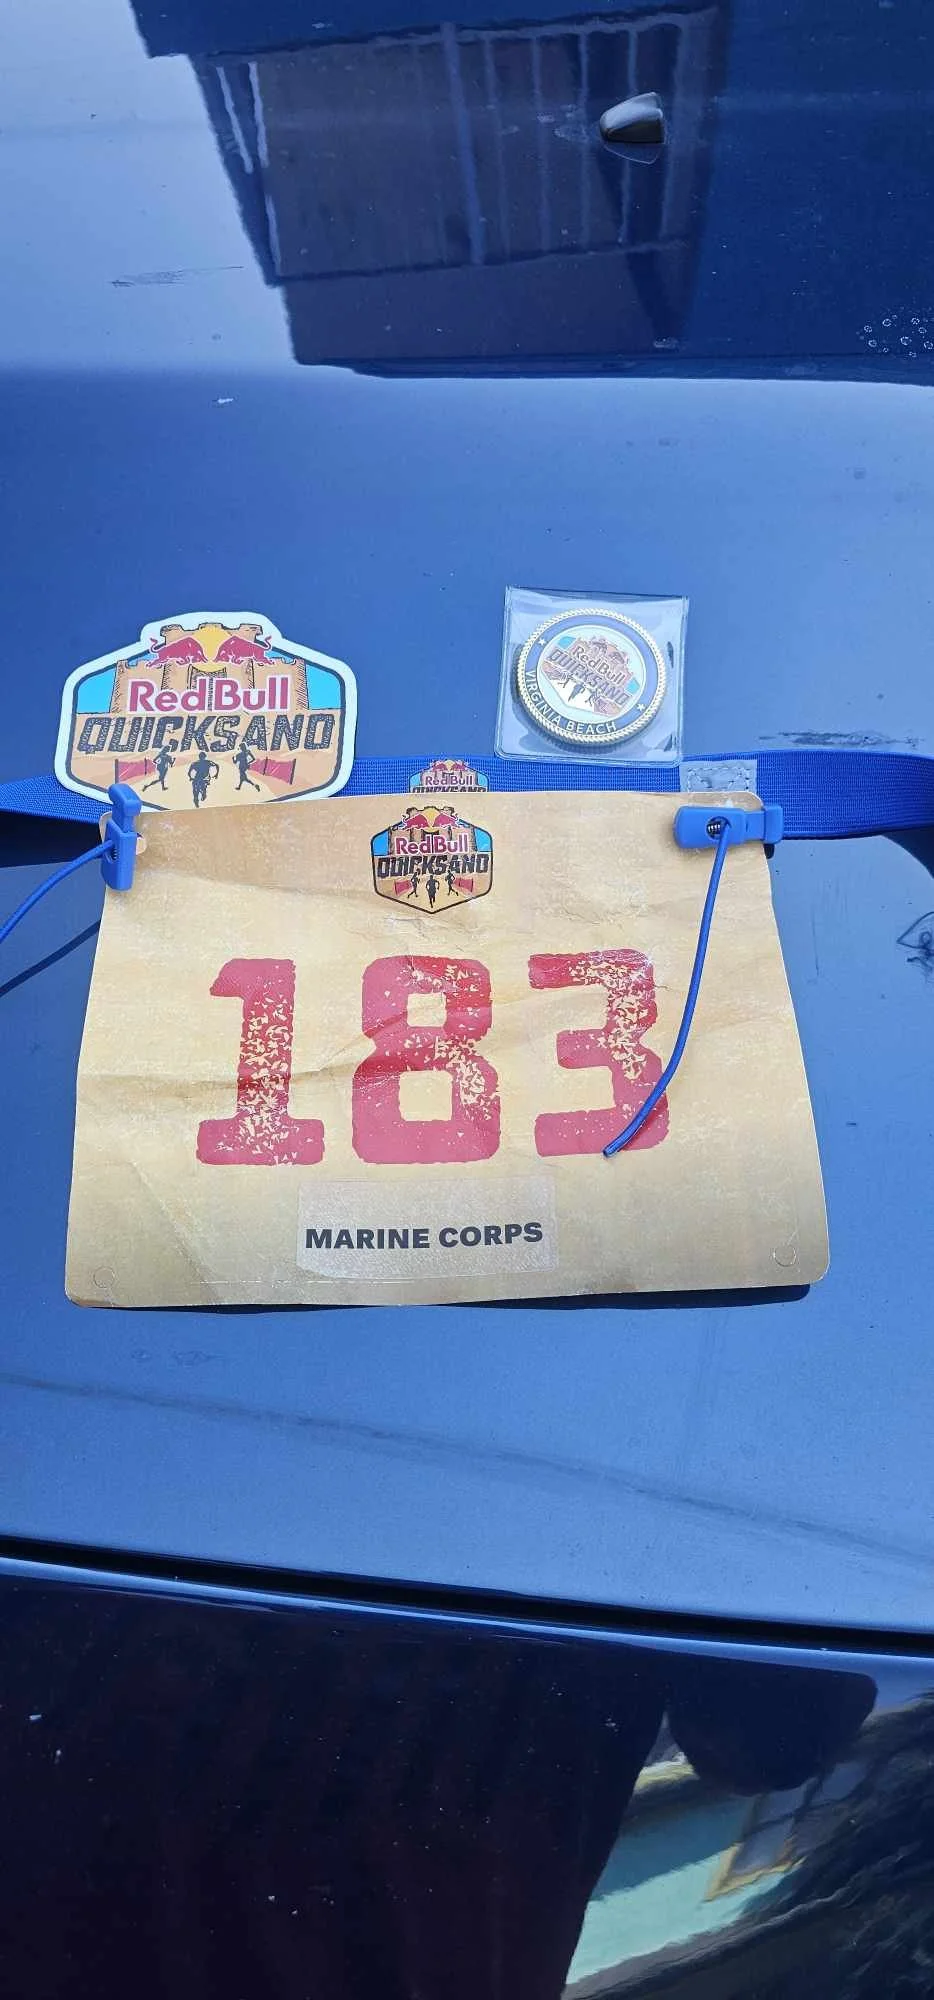 Red Bull
QUICKSAND
Red Bull
QUICKSAND
VIRGINIA BEACH
Red Bull
QUICKSAND
Red Bull
QUICKSAND
183
MARINE CORPS